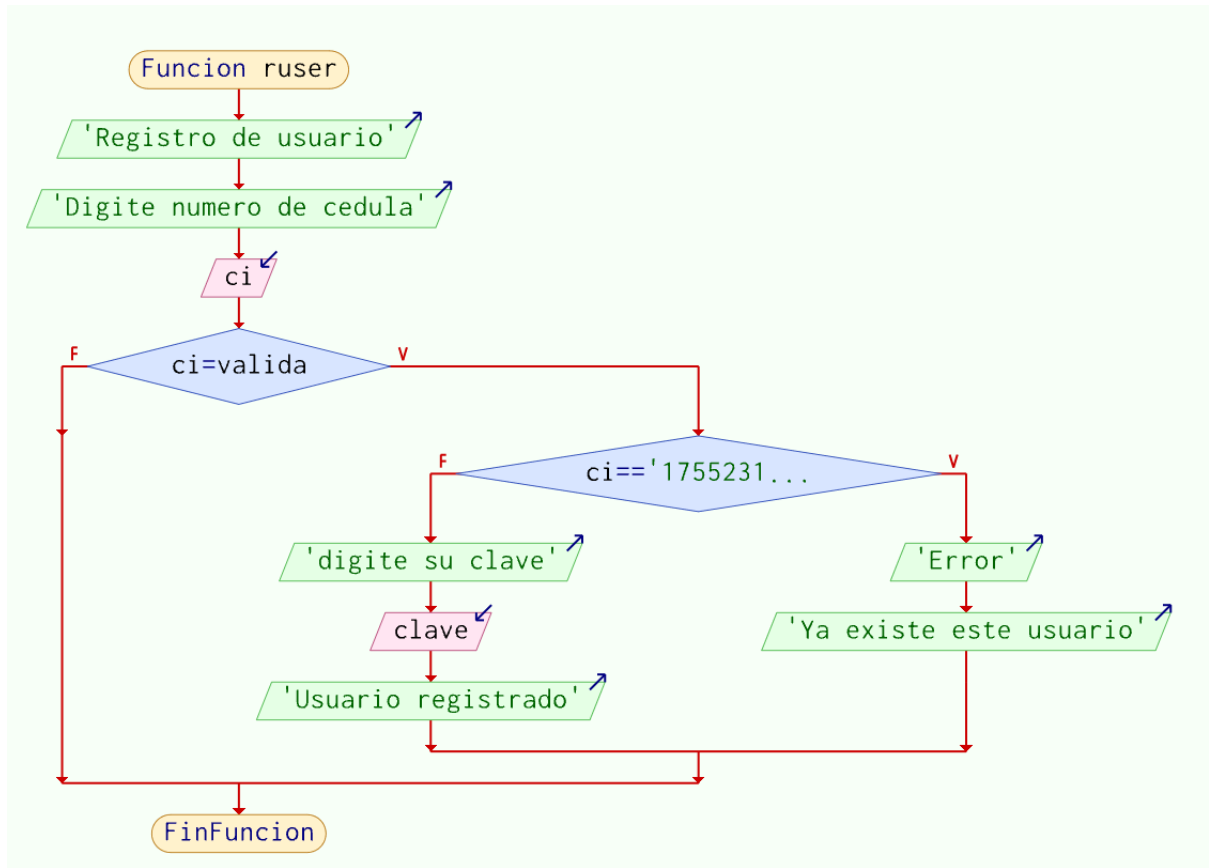 Funcion ruser
'Registro de usuario'
'Digite numero de cedula'
ci
F
V
ci=valida
F
V
ci=='1755231...
'digite su clave'
'Error'
clave
'Ya existe este usuario'
'Usuario registrado'
FinFuncion